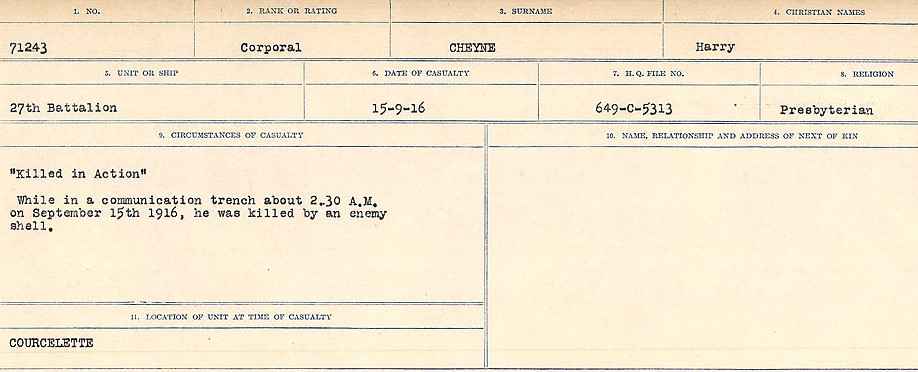 1. NO.
2. RANK OR RATING
3. SURNAME
4. CHRISTIAN NAMES
71243
Corporal
CHEYNE
Harry
5. UNIT OR SHIP
6. DATE OF CASUALTY
7. H. Q. FILE NO.
8. RELIGION
27th Battalion
15-9-16
649-C-5313
Presbyterian
9. CIRCUMSTANCES OF CASUALTY
10. NAME, RELATIONSHIP AND ADDRESS OF NEXT OF KIN
"Killed in Action"
While in a communication trench about 2.30 A.M.
on September 15th 1916, he was killed by an enemy
shell.
11. LOCATION OF UNIT AT TIME OF CASUALTY
COURCELETTE